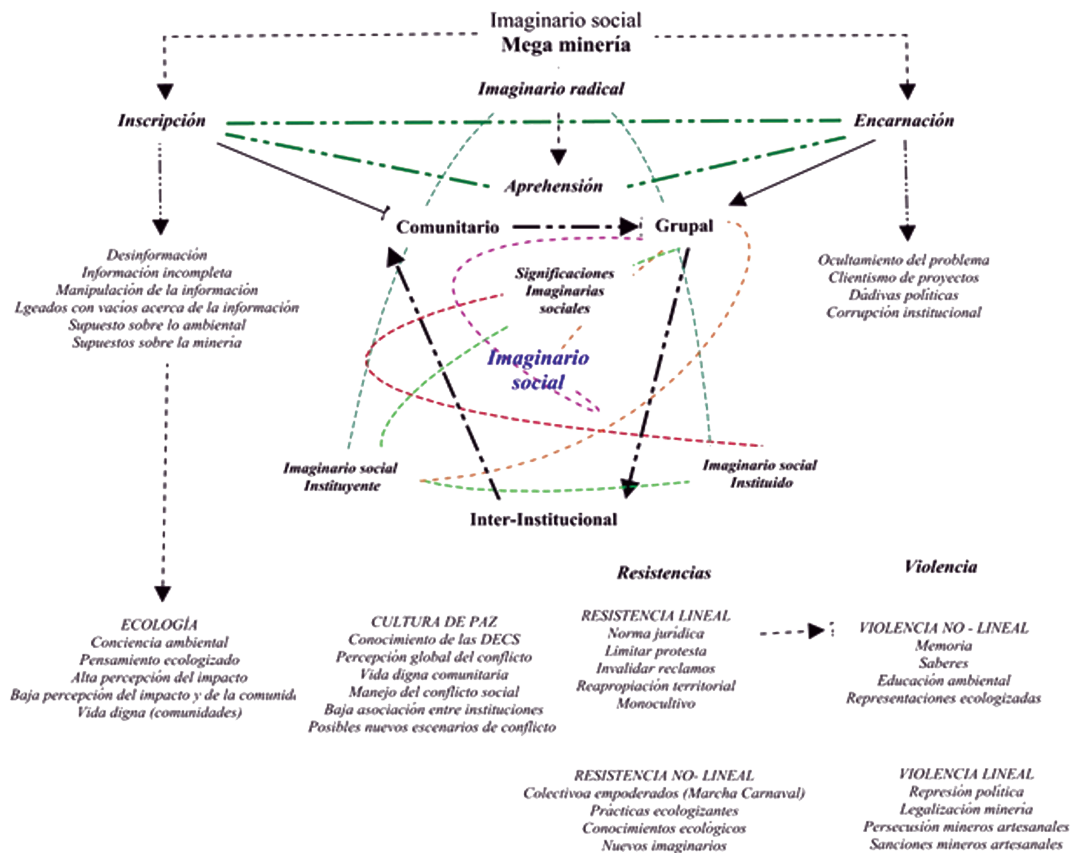 Imaginario social
Mega minería
Imaginario radical
Inscripción
Encarnación
Aprehensión
Comunitario
Grupal
Desinformación
Información incompleta
Manipulación de la información
Lgeados con vacíos acerca de la información
Supuesto sobre lo ambiental
Supuestos sobre la minería
Significaciones
Imaginarias
sociales
Ocultamiento del problema
Clientismo de proyectos
Dádivas políticas
Corrupción institucional
Imaginario
social
Imaginario social
Instituyente
Imaginario social
Instituido
Inter-Institucional
Resistencias
Violencia
ECOLOGÍA
Conciencia ambiental
Pensamiento ecologizado
Alta percepción del impacto
Baja percepción del impacto y de la comunida
Vida digna (comunidades)
CULTURA DE PAZ
Conocimiento de las DECS
Percepción global del conflicto
Vida digna comunitaria
Manejo del conflicto social
Baja asociación entre instituciones
Posibles nuevos escenarios de conflicto
RESISTENCIA LINEAL
Norma jurídica
Limitar protesta
Invalidar reclamos
Reapropiación territorial
Monocultivo
VIOLENCIA NO - LINEAL
Memoria
Saberes
Educación ambiental
Representaciones ecologizadas
RESISTENCIA NO- LINEAL
Colectivoa empoderados (Marcha Carnaval)
Prácticas ecologizantes
Conocimientos ecológicos
Nuevos imaginarios
VIOLENCIA LINEAL
Represión política
Legalización minería
Persecusión mineros artesanales
Sanciones mineros artesanales